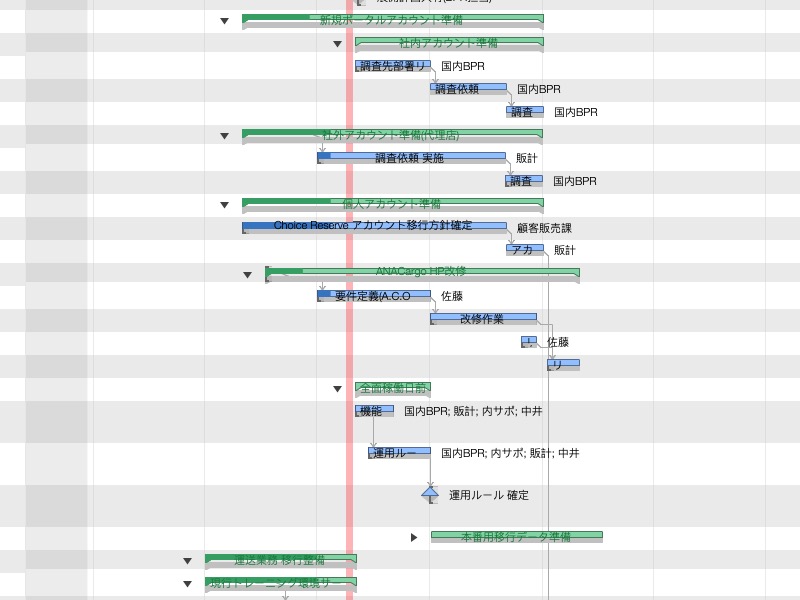 新規ポータルアカウント準備
社内アカウント準備
調査先部署リ 国内BPR
調査依頼 国内BPR
調査 国内BPR
社外アカウント準備(代理店)
調査依頼 実施 販計
調査 国内BPR
個人アカウント準備
Choice Reserve アカウント移行方針確定 顧客販売課
アカ 販計
ANACargo HP改修
要件定義(A.C.O 佐藤
改修作業
佐藤
リ
全面稼働日前
機能 国内BPR; 販計; 内サポ; 中井
運用ルー 国内BPR; 内サポ; 販計; 中井
運用ルール 確定
本番用移行データ準備
運送業務 移行整備
現行トレーニング環境サー